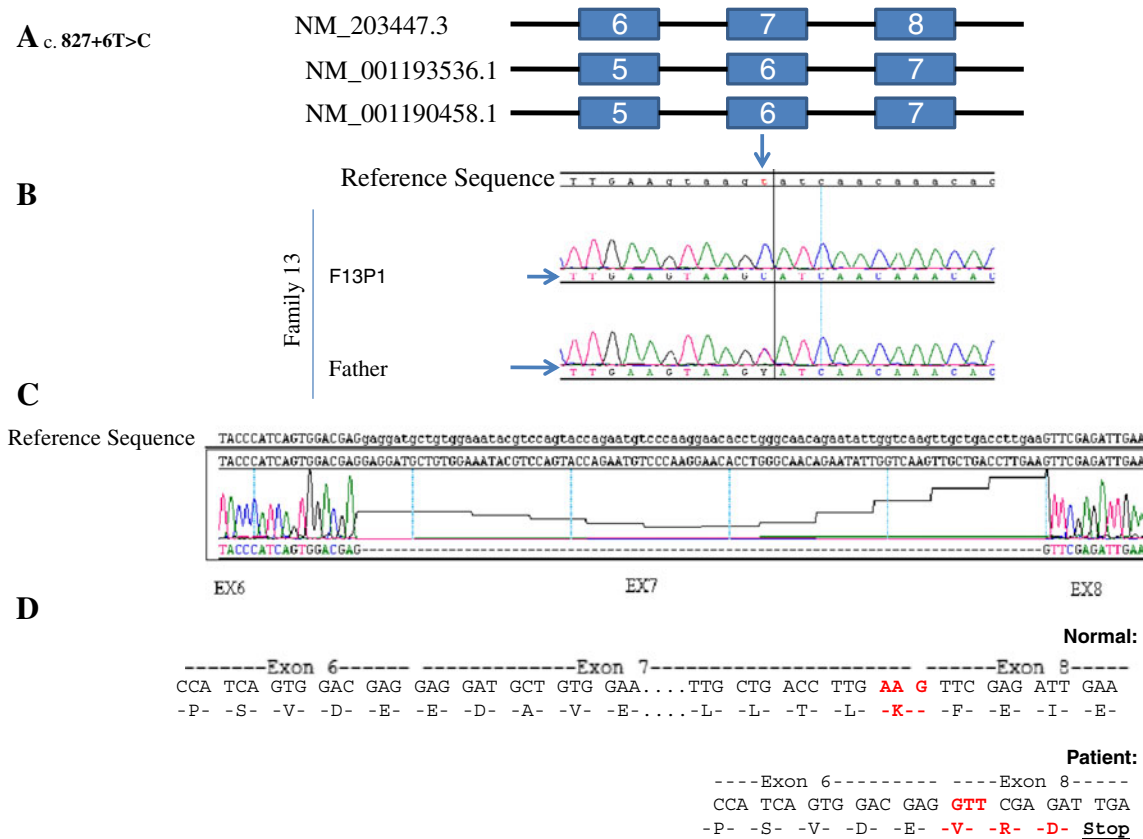 A c. 827+6T>C
NM_203447.3 6 7 8
NM_001193536.1 5 6 7
NM_001190458.1 5 6 7
B
Reference Sequence T T G A A g t a a g t a t c a a c a a a c a c
Family 13
F13P1 T T G A A G T A A G C A T C A A C A A A C A C
Father T T G A A G T A A G Y A T C A A C A A A C A C
C
Reference Sequence TACCCATCAGTGGACGAGgaggatgctgtggaaatacgtccagtaccagaatgtcccaaggaacacctgggcaacagaatattggtcaagttgctgaccttgaaGTTCGAGATTGAA
TACCCATCAGTGGACGAGGAGGATGCTGTGGAAATACGTCCAGTACCAGAATGTCCCAAGGAACACCTGGGCAACAGAATATTGGTCAAGTTGCTGACCTTGAAGTTCGAGATTGAA
TACCCATCAGTGGACGAG--------------------------------------------------------------------------------------GTTCGAGATTGAA
EX6 EX7 EX8
D
Normal:
-------Exon 6------- ---------------Exon 7------------------------- -------Exon 8-----
CCA TCA GTG GAC GAG GAG GAT GCT GTG GAA....TTG CTG ACC TTG AA G TTC GAG ATT GAA
-P- -S- -V- -D- -E- -E- -D- -A- -V- -E-....-L- -L- -T- -L- -K-- -F- -E- -I- -E-
Patient:
----Exon 6--------- -----Exon 8------
CCA TCA GTG GAC GAG GTT CGA GAT TGA
-P- -S- -V- -D- -E- -V- -R- -D- Stop